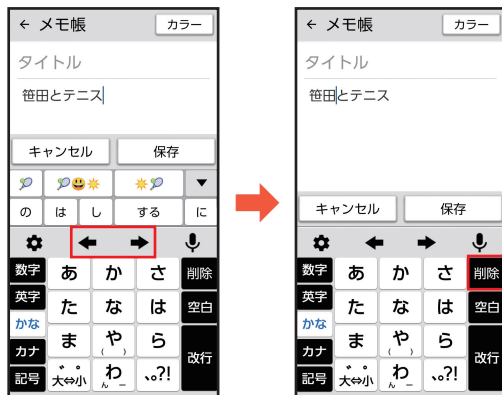 ← メモ帳 カラー
タイトル
笹田とテニス
キャンセル 保存
の は し する に
数字 あ か さ 削除
英字 た な は 空白
かな
カナ ま や ( ) ら 改行
記号 大⇔小 わ ん ー 、。?!
← メモ帳 カラー
タイトル
笹田とテニス
キャンセル 保存
数字 あ か さ 削除
英字 た な は 空白
かな
カナ ま や ( ) ら 改行
記号 大⇔小 わ ん ー 、。?!